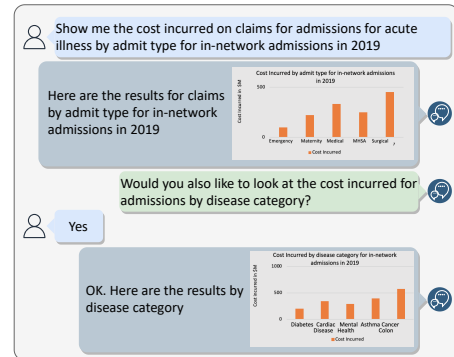 Show me the cost incurred on claims for admissions for acute
illness by admit type for in-network admissions in 2019
Here are the results for claims
by admit type for in-network
admissions in 2019
Cost Incurred by admit type for in-network admissions
in 2019
Cost Incurred in $M
500
0
Emergency Maternity Medical MHSA Surgical
Cost Incurred
Would you also like to look at the cost incurred for
admissions by disease category?
Yes
OK. Here are the results by
disease category
Cost Incurred by disease category for in-network
admissions in 2019
Cost Incurred in $M
1000
500
0
Diabetes Cardiac Mental Asthma Cancer
Disease Health Colon
Cost Incurred